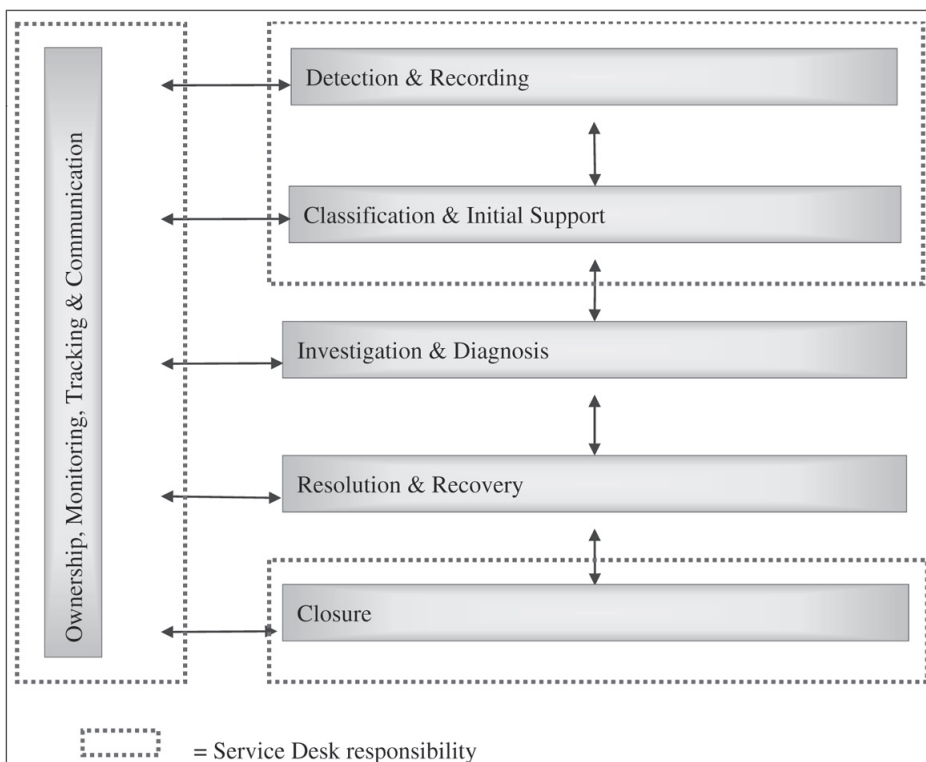 Ownership, Monitoring, Tracking & Communication
Detection & Recording
Classification & Initial Support
Investigation & Diagnosis
Resolution & Recovery
Closure
= Service Desk responsibility